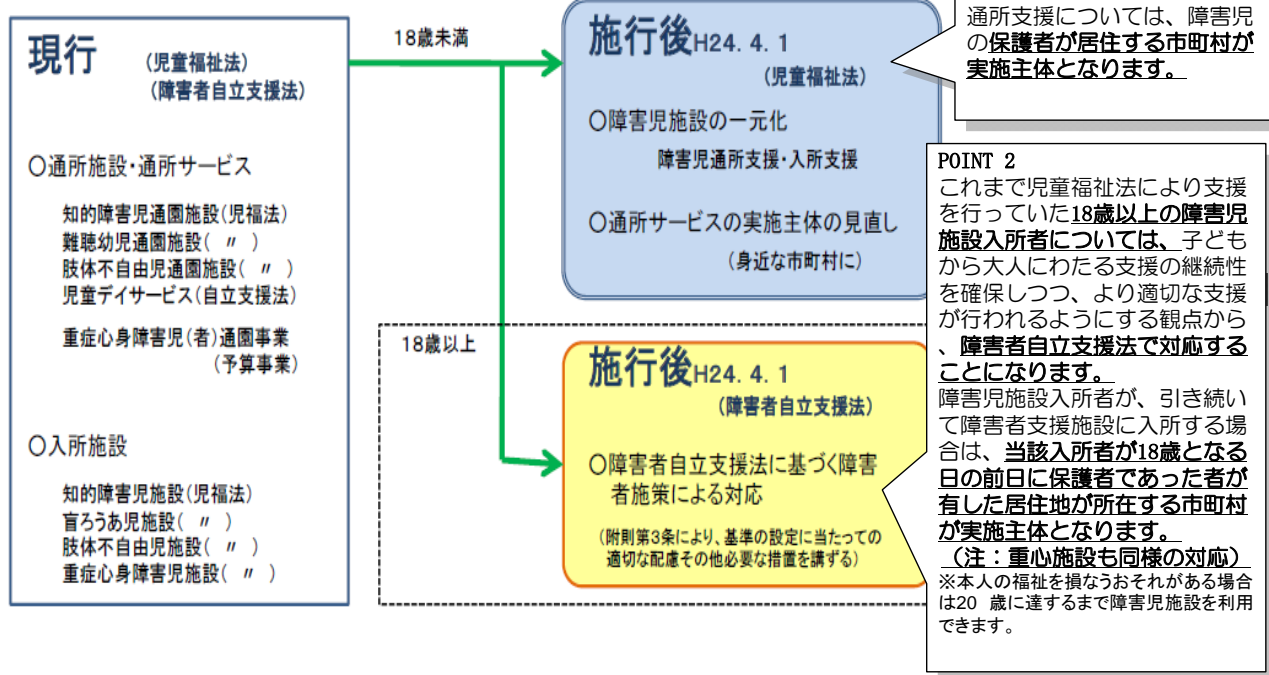 現行 (児童福祉法)
(障害者自立支援法)
〇通所施設・通所サービス
知的障害児通園施設(児福法)
難聴幼児通園施設( 〃 )
肢体不自由児通園施設( 〃 )
児童デイサービス(自立支援法)
重症心身障害児(者)通園事業
(予算事業)
〇入所施設
知的障害児施設(児福法)
盲ろうあ児施設( 〃 )
肢体不自由児施設( 〃 )
重症心身障害児施設( 〃 )
18歳未満
施行後H24.4.1
(児童福祉法)
〇障害児施設の一元化
障害児通所支援・入所支援
〇通所サービスの実施主体の見直し
(身近な市町村に)
18歳以上
施行後H24.4.1
(障害者自立支援法)
〇障害者自立支援法に基づく障害
者施策による対応
(附則第3条により、基準の設定に当たっての
適切な配慮その他必要な措置を講ずる)
通所支援については、障害児
の保護者が居住する市町村が
実施主体となります。
POINT 2
これまで児童福祉法により支援
を行っていた18歳以上の障害児
施設入所者については、子ども
から大人にわたる支援の継続性
を確保しつつ、より適切な支援
が行われるようにする観点から
、障害者自立支援法で対応する
ことになります。
障害児施設入所者が、引き続い
て障害者支援施設に入所する場
合は、当該入所者が18歳となる
日の前日に保護者であった者が
有した居住地が所在する市町村
が実施主体となります。
(注：重心施設も同様の対応)
※本人の福祉を損なうおそれがある場合
は20 歳に達するまで障害児施設を利用
できます。